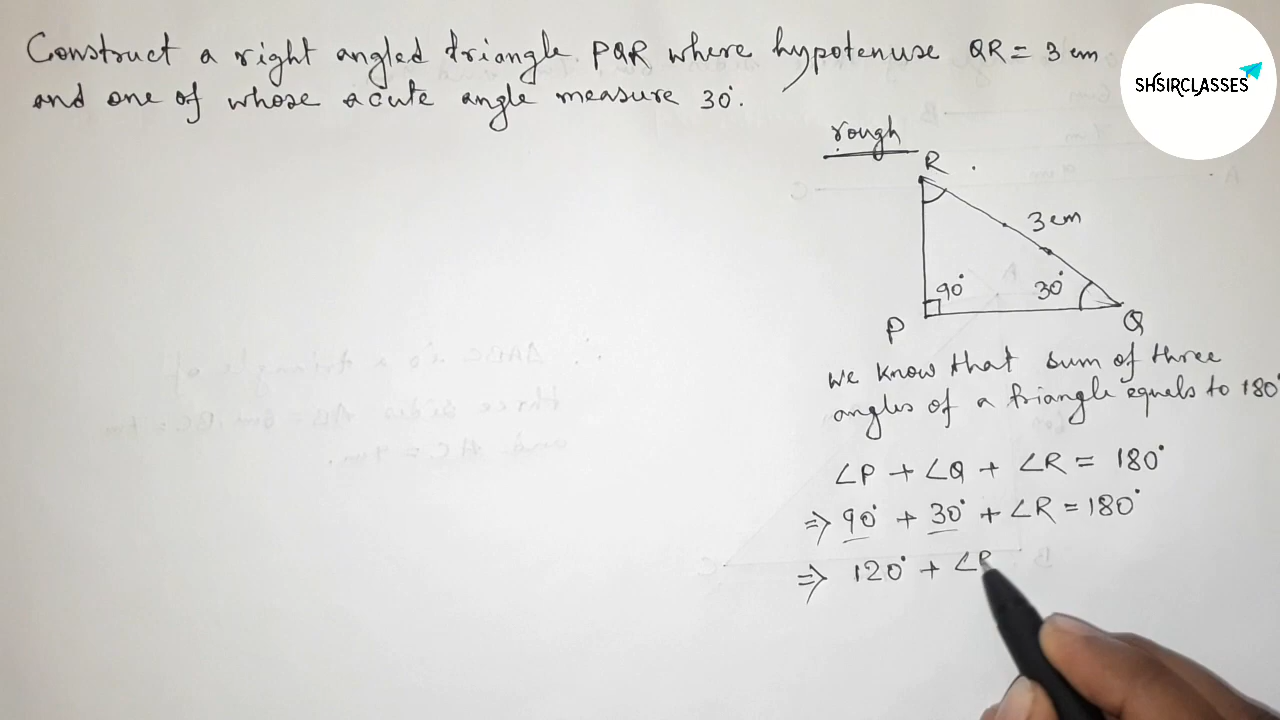 Construct a right angled triangle PQR where hypotenuse QR = 3 cm
and one of whose acute angle measure 30°.
SHSIRCLASSES
rough
R
3 cm
90°
30°
P
Q
we know that sum of three
angles of a triangle equals to 180°
∠P + ∠Q + ∠R = 180°
⇒ 90° + 30° + ∠R = 180°
⇒ 120° + ∠R